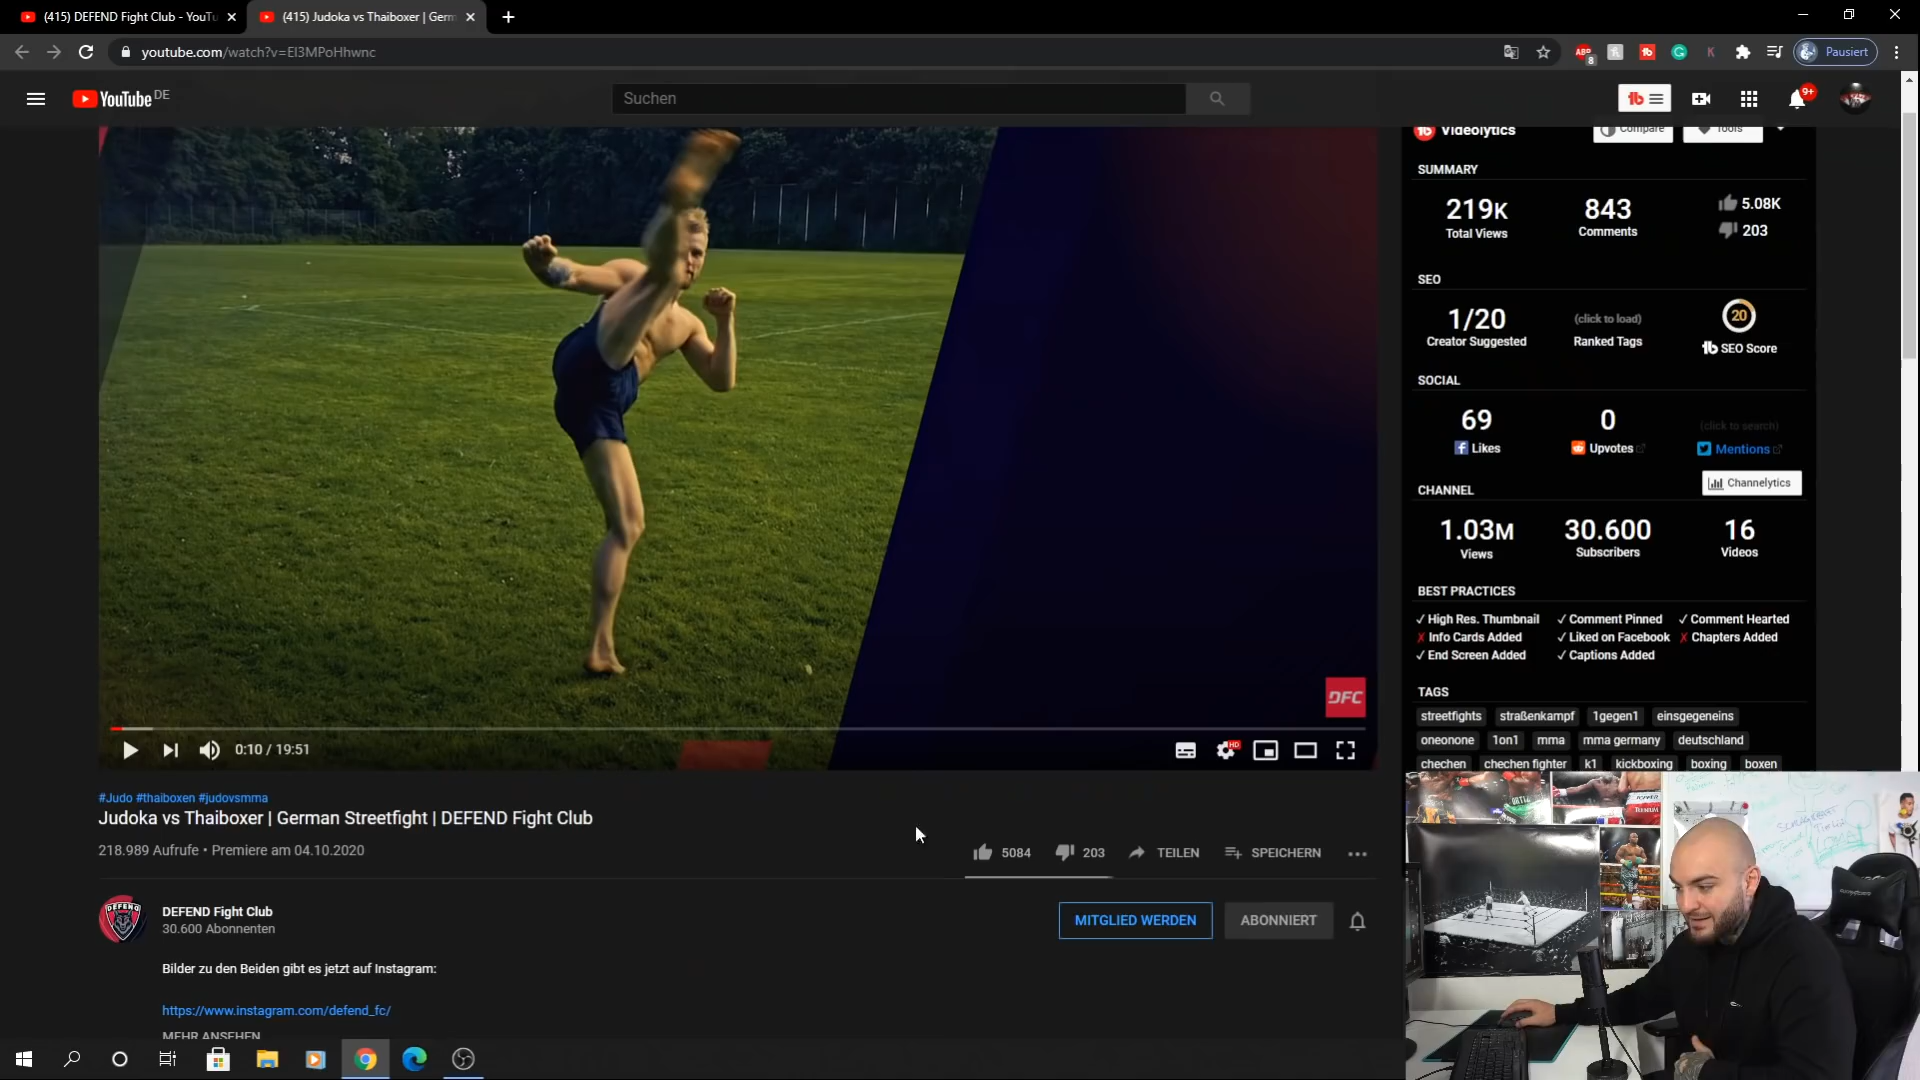 (415) DEFEND Fight Club - YouTu
(415) Judoka vs Thaiboxer | Germ
youtube.com/watch?v=EI3MPoHhwnc
ABP
8
Pausiert
YouTube DE
Suchen
9+
Videolytics
Compare
Tools
SUMMARY
219K
Total Views
843
Comments
5.08K
203
SEO
1/20
Creator Suggested
(click to load)
Ranked Tags
20
SEO Score
SOCIAL
69
Likes
0
Upvotes
(click to search)
Mentions
CHANNEL
Channelytics
1.03M
Views
30.600
Subscribers
16
Videos
BEST PRACTICES
✓ High Res. Thumbnail ✓ Comment Pinned ✓ Comment Hearted
✗ Info Cards Added ✓ Liked on Facebook ✗ Chapters Added
✓ End Screen Added ✓ Captions Added
TAGS
streetfights straßenkampf 1gegen1 einsgegeneins
oneonone 1on1 mma mma germany deutschland
chechen chechen fighter k1 kickboxing boxing boxen
DFC
0:10 / 19:51
HD
#Judo #thaiboxen #judovsmma
Judoka vs Thaiboxer | German Streetfight | DEFEND Fight Club
218.989 Aufrufe • Premiere am 04.10.2020
5084
203
TEILEN
SPEICHERN
DEFEND
DEFEND Fight Club
30.600 Abonnenten
MITGLIED WERDEN
ABONNIERT
Bilder zu den Beiden gibt es jetzt auf Instagram:
https://www.instagram.com/defend_fc/
MEHR ANSEHEN